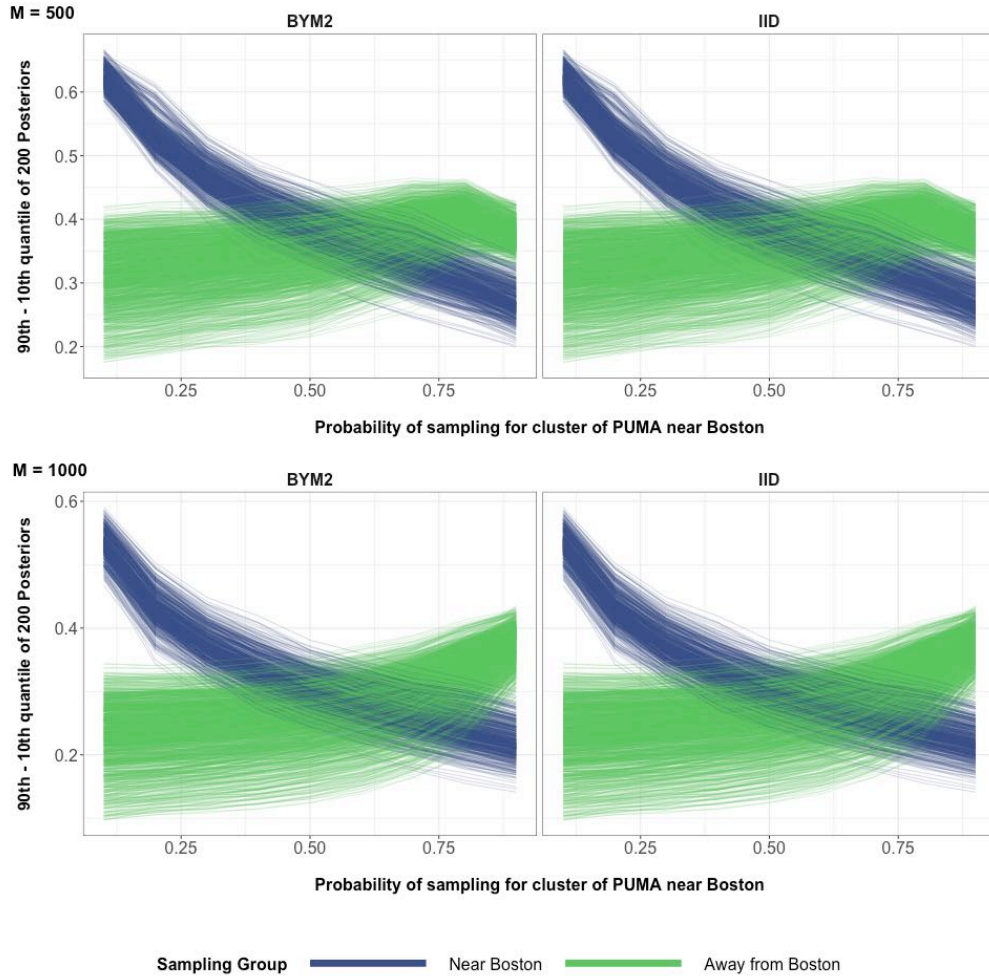 M = 500
BYM2 IID
90th - 10th quantile of 200 Posteriors
0.6
0.5
0.4
0.3
0.2
0.25 0.50 0.75 0.25 0.50 0.75
Probability of sampling for cluster of PUMA near Boston
M = 1000
BYM2 IID
90th - 10th quantile of 200 Posteriors
0.6
0.4
0.2
0.25 0.50 0.75 0.25 0.50 0.75
Probability of sampling for cluster of PUMA near Boston
Sampling Group Near Boston Away from Boston